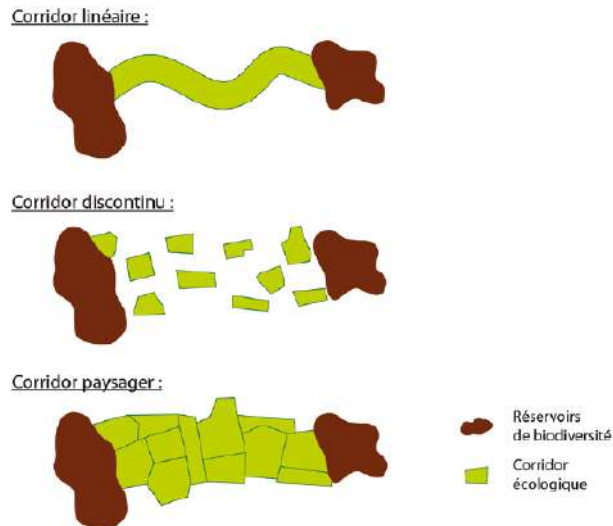 Corridor linéaire :
Corridor discontinu :
Corridor paysager :
Réservoirs
de biodiversité
Corridor
écologique